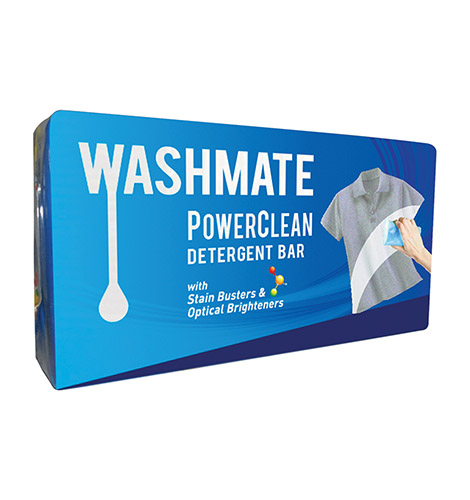 WASHMATE
POWERCLEAN
DETERGENT BAR
with
Stain Busters &
Optical Brighteners